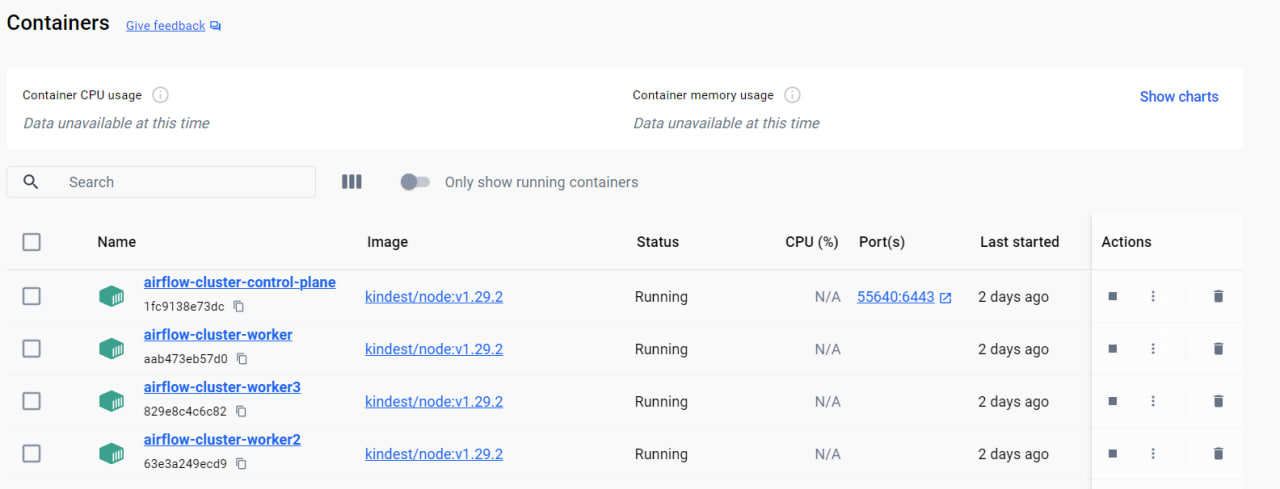 Containers Give feedback
Container CPU usage Container memory usage Show charts
Data unavailable at this time Data unavailable at this time
Search Only show running containers
Name Image Status CPU (%) Port(s) Last started Actions
airflow-cluster-control-plane
1fc9138e73dc kindest/node:v1.29.2 Running N/A 55640:6443 2 days ago
airflow-cluster-worker
aab473eb57d0 kindest/node:v1.29.2 Running N/A 2 days ago
airflow-cluster-worker3
829e8c4c6c82 kindest/node:v1.29.2 Running N/A 2 days ago
airflow-cluster-worker2
63e3a249ecd9 kindest/node:v1.29.2 Running N/A 2 days ago